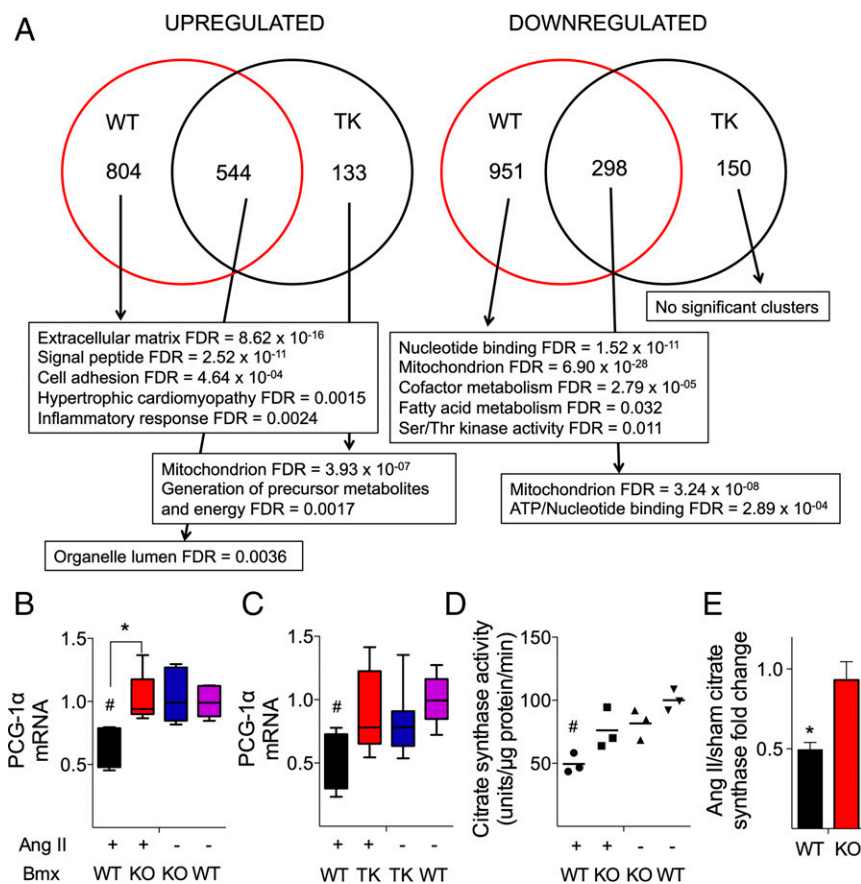 A
UPREGULATED
DOWNREGULATED
WT
TK
804
544
133
WT
TK
951
298
150
No significant clusters
Extracellular matrix FDR = 8.62 x 10⁻¹⁶
Signal peptide FDR = 2.52 x 10⁻¹¹
Cell adhesion FDR = 4.64 x 10⁻⁰⁴
Hypertrophic cardiomyopathy FDR = 0.0015
Inflammatory response FDR = 0.0024
Nucleotide binding FDR = 1.52 x 10⁻¹¹
Mitochondrion FDR = 6.90 x 10⁻²⁸
Cofactor metabolism FDR = 2.79 x 10⁻⁰⁵
Fatty acid metabolism FDR = 0.032
Ser/Thr kinase activity FDR = 0.011
Mitochondrion FDR = 3.93 x 10⁻⁰⁷
Generation of precursor metabolites
and energy FDR = 0.0017
Mitochondrion FDR = 3.24 x 10⁻⁰⁸
ATP/Nucleotide binding FDR = 2.89 x 10⁻⁰⁴
Organelle lumen FDR = 0.0036
B
PCG-1α
mRNA
1.5
1.0
0.5
*
#
Ang II + + - -
Bmx WT KO KO WT
C
PCG-1α
mRNA
1.5
1.0
0.5
#
+ + - -
WT TK TK WT
D
Citrate synthase activity
(units/µg protein/min)
150
100
50
#
+ + - -
WT KO KO WT
E
Ang II/sham citrate
synthase fold change
1.0
0.5
*
WT KO